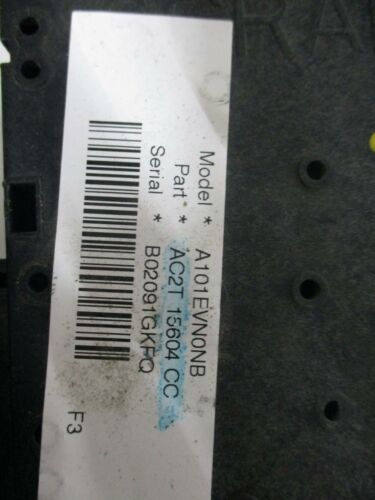 Model * A101EVN0NB
Part * AC2T 15604 CC
Serial * B02091GKFQ
F3